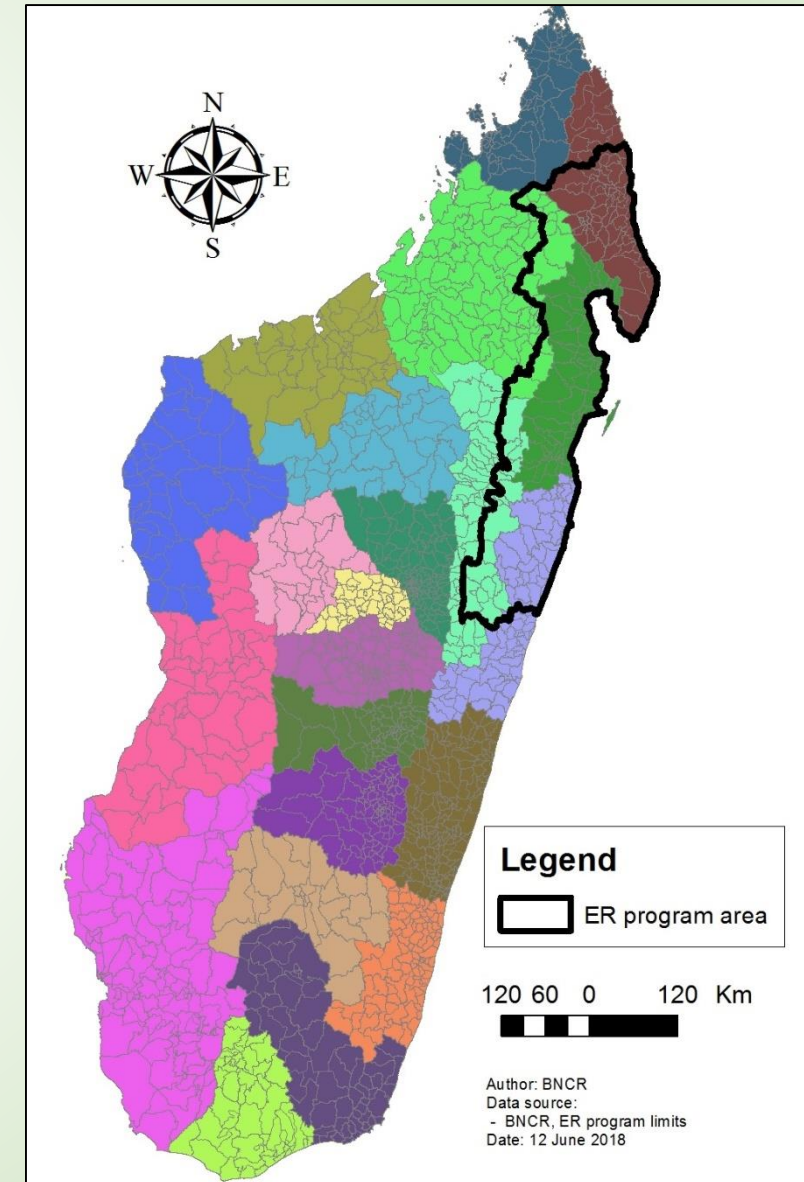 N
W E
S
Legend
ER program area
120 60 0 120 Km
Author: BNCR
Data source:
- BNCR, ER program limits
Date: 12 June 2018